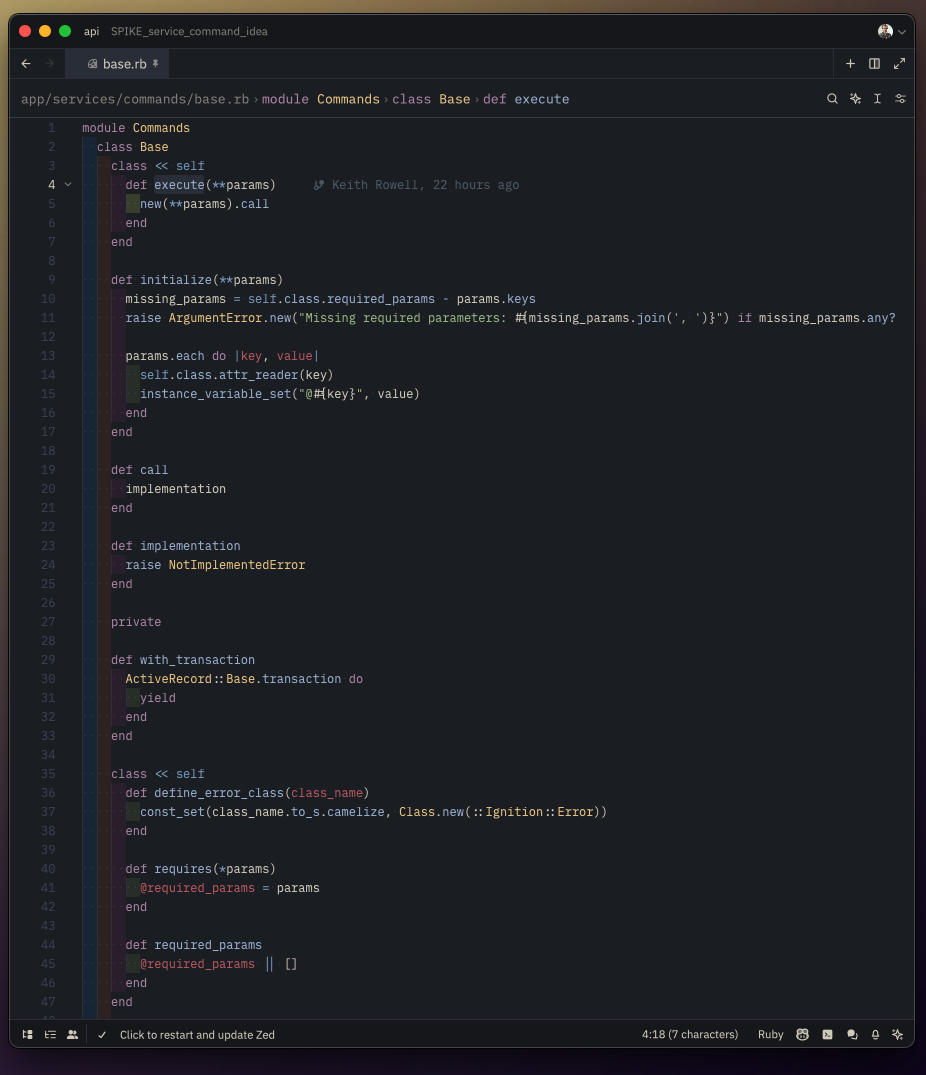 api SPIKE_service_command_idea
base.rb
app/services/commands/base.rb › module Commands › class Base › def execute
1 module Commands
2 class Base
3 class << self
4 def execute(**params) Keith Rowell, 22 hours ago
5 new(**params).call
6 end
7 end
8
9 def initialize(**params)
10 missing_params = self.class.required_params - params.keys
11 raise ArgumentError.new("Missing required parameters: #{missing_params.join(', ')}") if missing_params.any?
12
13 params.each do |key, value|
14 self.class.attr_reader(key)
15 instance_variable_set("@#{key}", value)
16 end
17 end
18
19 def call
20 implementation
21 end
22
23 def implementation
24 raise NotImplementedError
25 end
26
27 private
28
29 def with_transaction
30 ActiveRecord::Base.transaction do
31 yield
32 end
33 end
34
35 class << self
36 def define_error_class(class_name)
37 const_set(class_name.to_s.camelize, Class.new(::Ignition::Error))
38 end
39
40 def requires(*params)
41 @required_params = params
42 end
43
44 def required_params
45 @required_params || []
46 end
47 end
Click to restart and update Zed 4:18 (7 characters) Ruby